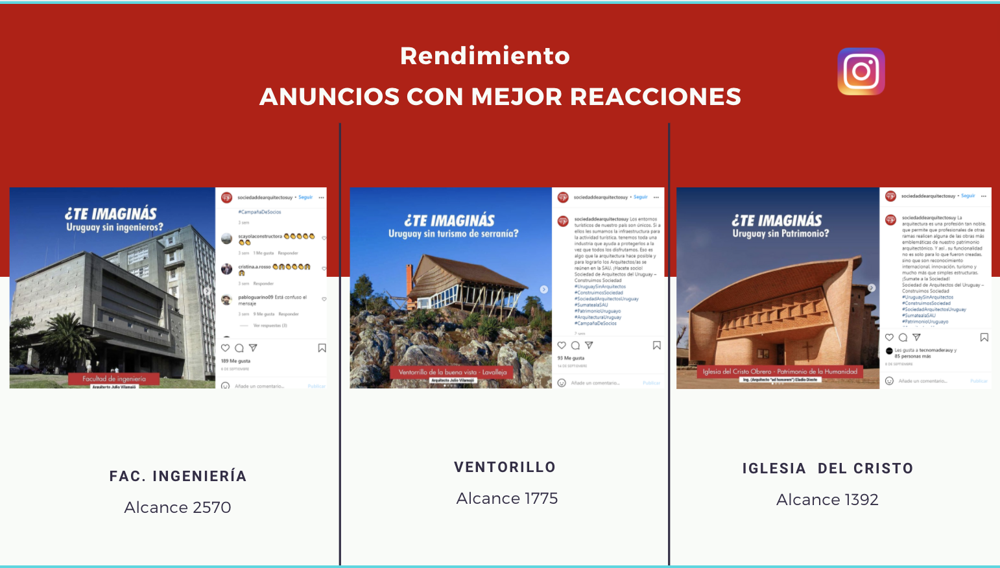 Rendimiento
ANUNCIOS CON MEJOR REACCIONES
¿TE IMAGINÁS
Uruguay sin ingenieros?
Facultad de ingeniería
Arquiterto Julio Vilamajó
sociedaddearquitectosuy • Seguir
#CampañaDeSocios
3 sem
scayolaconstructora 👏👏👏👏👏
👏👏
3 sem 1 Me gusta Responder
cristina.a.rosso
3 sem Responder
pabloguarino09 Está confuso el
mensaje
3 sem 9 Me gusta Responder
Ver respuestas (3)
189 Me gusta
6 DE SEPTIEMBRE
Añade un comentario... Publicar
FAC. INGENIERÍA
Alcance 2570
¿TE IMAGINÁS
Uruguay sin turismo de serranía?
Ventorrillo de la buena vista - Lavalleja
Arquitecto Julio Vilamajó
sociedaddearquitectosuy • Seguir
sociedaddearquitectosuy Los entornos
turísticos de nuestro país son únicos. Si a
ellos les sumamos la infraestructura para
la actividad turística, tenemos toda una
industria que ayuda a protegerlos a la
vez que todos los disfrutamos. Eso es
algo que la arquitectura hace posible y
para lograrlo los Arquitectos/as se
reúnen en la SAU. ¡Hacete socio!
Sociedad de Arquitectos del Uruguay –
Construimos Sociedad
#UruguaySinArquitectos
#ConstruimosSociedad
#SociedadArquitectosUruguay
#SumatealaSAU
#PatrimonioUruguayo
#ArquitecturaUruguay
#CampañaDeSocios
2 sem
93 Me gusta
14 DE SEPTIEMBRE
Añade un comentario... Publicar
VENTORILLO
Alcance 1775
¿TE IMAGINÁS
Uruguay sin Patrimonio?
Iglesia del Cristo Obrero - Patrimonio de la Humanidad
Ing. (Arquitecto "ad honorem") Eladio Dieste
sociedaddearquitectosuy • Seguir
sociedaddearquitectosuy La
arquitectura es una profesión tan noble,
que permite que profesionales de otras
ramas realicen alguna de las obras más
emblemáticas de nuestro patrimonio
arquitectónico. Y así , su funcionalidad
no es solo para lo que fueron creadas,
sino que son reconocimiento
internacional, innovación, turismo y
mucho más que simples estructuras.
¡Sumate a la Sociedad!
Sociedad de Arquitectos del Uruguay –
Construimos Sociedad
#UruguaySinArquitectos
#ConstruimosSociedad
#SociedadArquitectosUruguay
#SumatealaSAU
#PatrimonioUruguayo
Les gusta a tecnomaderauy y
85 personas más
6 DE SEPTIEMBRE
Añade un comentario... Publicar
IGLESIA DEL CRISTO
Alcance 1392